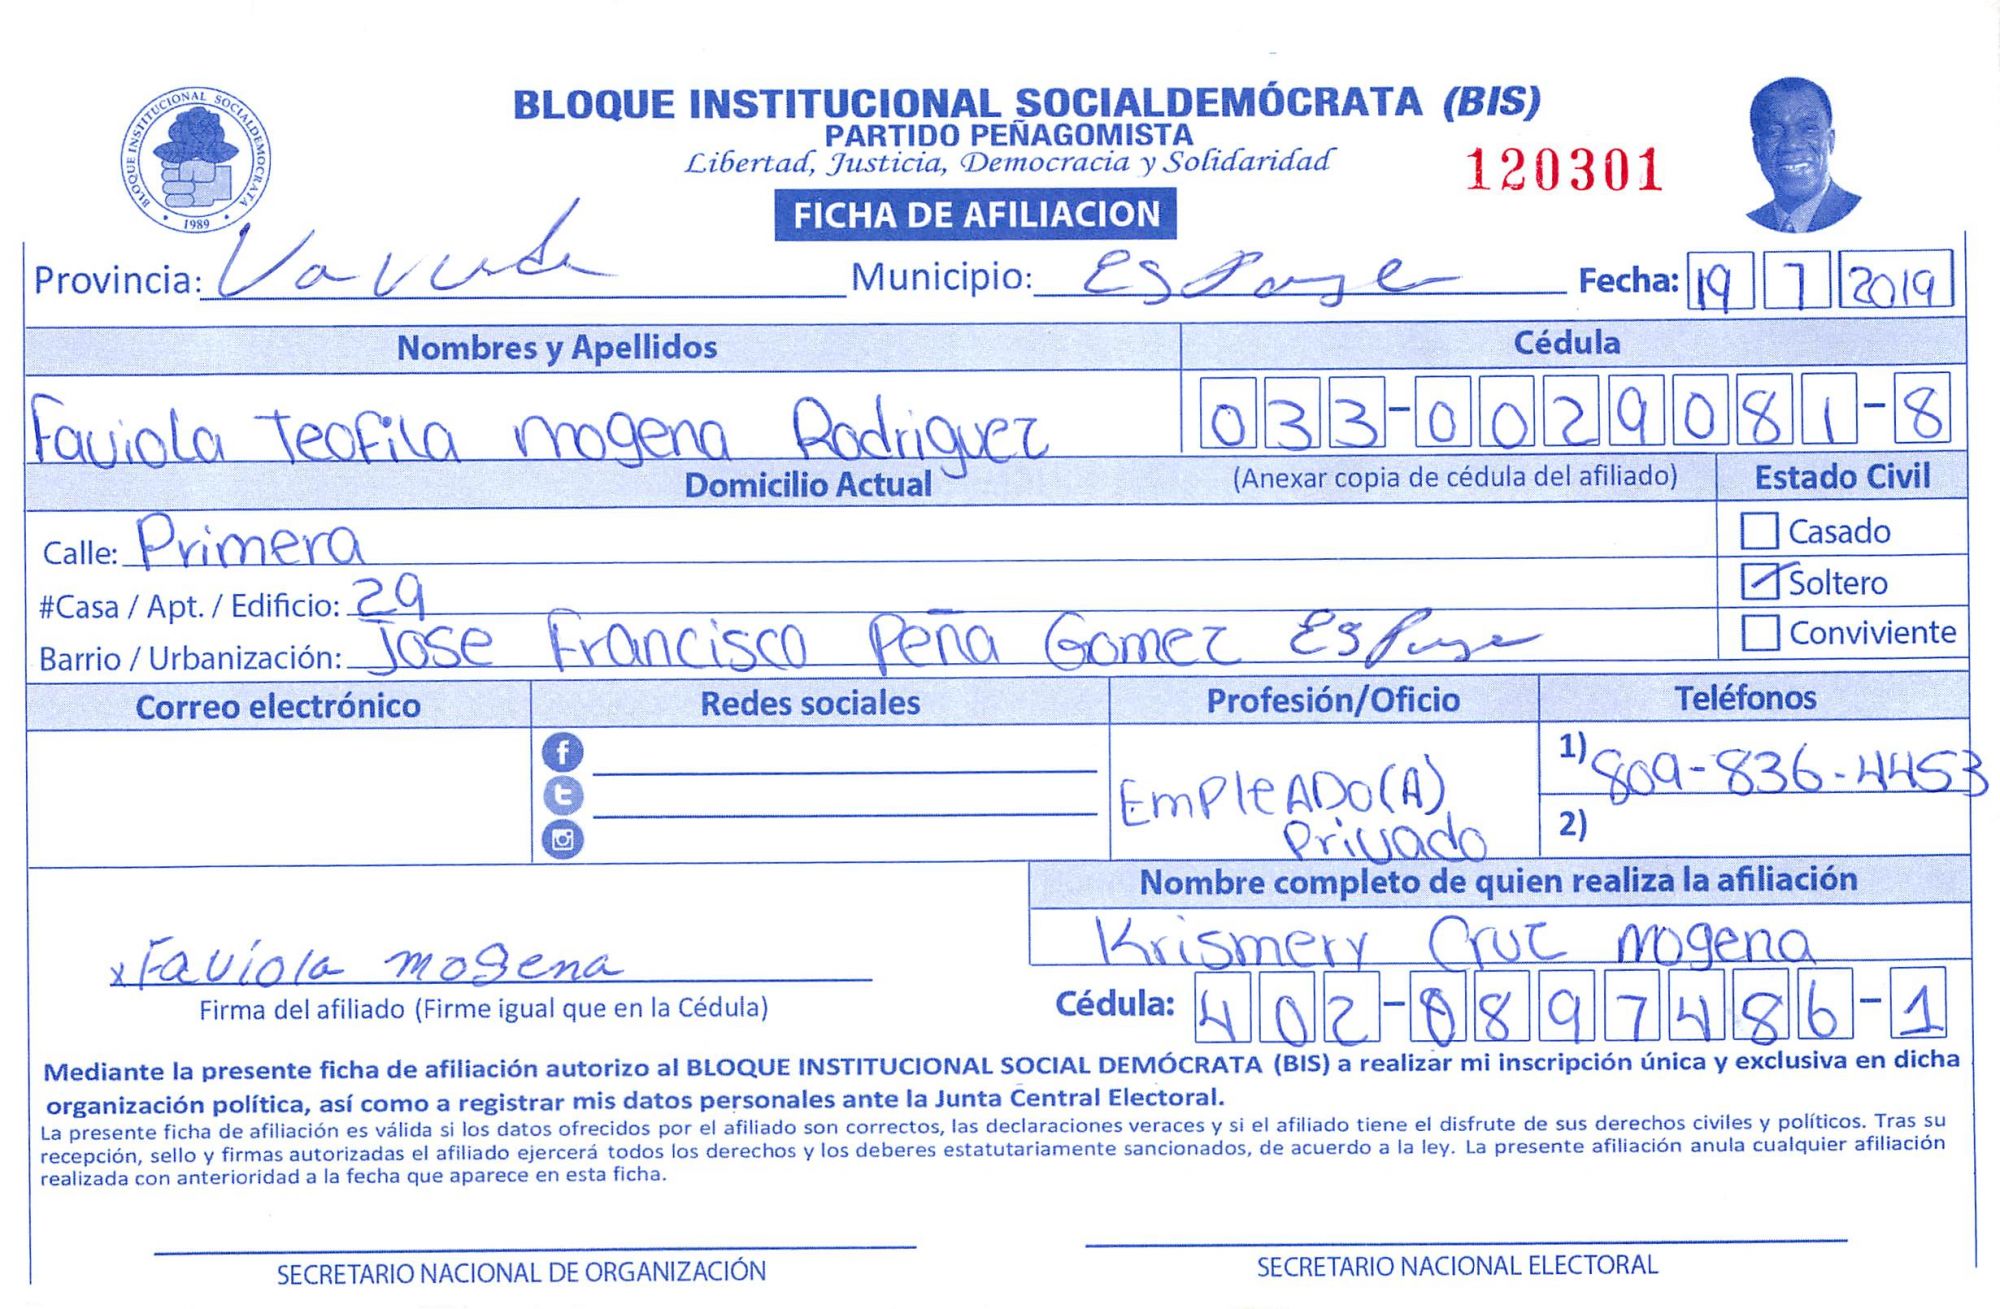 BLOQUE INSTITUCIONAL SOCIALDEMOCRATA
1989
BLOQUE INSTITUCIONAL SOCIALDEMÓCRATA (BIS)
PARTIDO PEÑAGOMISTA
Libertad, Justicia, Democracia y Solidaridad
120301
FICHA DE AFILIACION
Provincia: Municipio: Fecha: 19 7 2019
Nombres y Apellidos Cédula
Faviola Teofila Mogena Rodriguez 033-0029081-8
Domicilio Actual (Anexar copia de cédula del afiliado) Estado Civil
Calle: Primera Casado
#Casa / Apt. / Edificio: 29 Soltero
Barrio / Urbanización: Jose Francisco Peña Gomez Conviviente
Correo electrónico Redes sociales Profesión/Oficio Teléfonos
EmPleADo(A) Privado
1) 809-836-4453
2)
Nombre completo de quien realiza la afiliación
Krismery Cruz Mogena
x Faviola mogena
Firma del afiliado (Firme igual que en la Cédula)
Cédula: 402-0897486-1
Mediante la presente ficha de afiliación autorizo al BLOQUE INSTITUCIONAL SOCIAL DEMÓCRATA (BIS) a realizar mi inscripción única y exclusiva en dicha
organización política, así como a registrar mis datos personales ante la Junta Central Electoral.
La presente ficha de afiliación es válida si los datos ofrecidos por el afiliado son correctos, las declaraciones veraces y si el afiliado tiene el disfrute de sus derechos civiles y políticos. Tras su
recepción, sello y firmas autorizadas el afiliado ejercerá todos los derechos y los deberes estatutariamente sancionados, de acuerdo a la ley. La presente afiliación anula cualquier afiliación
realizada con anterioridad a la fecha que aparece en esta ficha.
SECRETARIO NACIONAL DE ORGANIZACIÓN SECRETARIO NACIONAL ELECTORAL